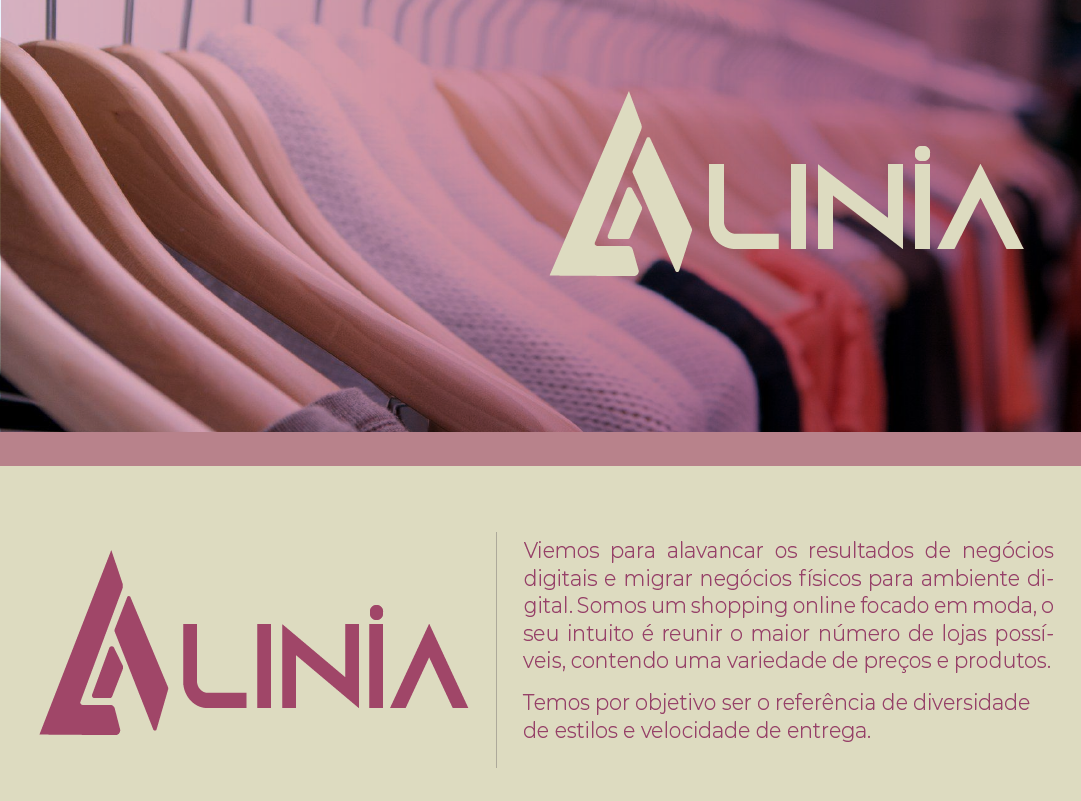 ALINIA
ALINIA
Viemos para alavancar os resultados de negócios
digitais e migrar negócios físicos para ambiente di-
gital. Somos um shopping online focado em moda, o
seu intuito é reunir o maior número de lojas possí-
veis, contendo uma variedade de preços e produtos.
Temos por objetivo ser o referência de diversidade
de estilos e velocidade de entrega.